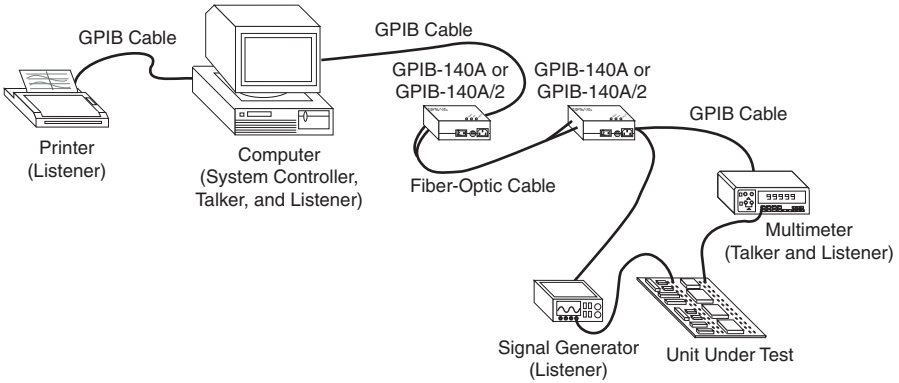 GPIB Cable
GPIB Cable
GPIB-140A or
GPIB-140A/2
GPIB-140A or
GPIB-140A/2
GPIB Cable
Printer
(Listener)
Computer
(System Controller,
Talker, and Listener)
Fiber-Optic Cable
99999
Multimeter
(Talker and Listener)
Signal Generator
(Listener)
Unit Under Test